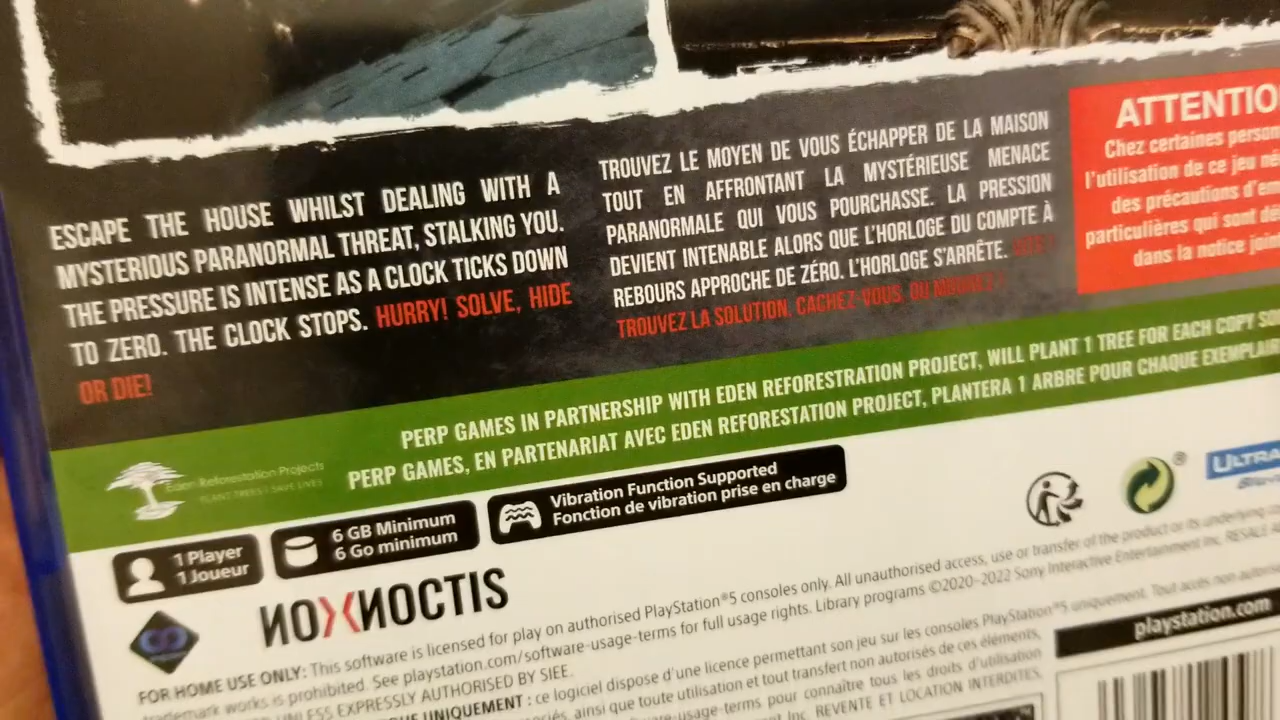 ESCAPE THE HOUSE WHILST DEALING WITH A
MYSTERIOUS PARANORMAL THREAT, STALKING YOU.
THE PRESSURE IS INTENSE AS A CLOCK TICKS DOWN
TO ZERO. THE CLOCK STOPS. HURRY! SOLVE, HIDE
OR DIE!
TROUVEZ LE MOYEN DE VOUS ÉCHAPPER DE LA MAISON
TOUT EN AFFRONTANT LA MYSTÉRIEUSE MENACE
PARANORMALE QUI VOUS POURCHASSE. LA PRESSION
DEVIENT INTENABLE ALORS QUE L'HORLOGE DU COMPTE À
REBOURS APPROCHE DE ZÉRO. L'HORLOGE S'ARRÊTE.
TROUVEZ LA SOLUTION, CACHEZ-VOUS, OU MOUREZ !
ATTENTIO
Chez certaines person
l'utilisation de ce jeu né
des précautions d'em
particulières qui sont dé
dans la notice join
PERP GAMES IN PARTNERSHIP WITH EDEN REFORESTRATION PROJECT, WILL PLANT 1 TREE FOR EACH COPY SO
PERP GAMES, EN PARTENARIAT AVEC EDEN REFORESTATION PROJECT, PLANTERA 1 ARBRE POUR CHAQUE EXEMPLAIR
Eden Reforestation Projects
PLANT TREES | SAVE LIVES
1 Player
1 Joueur
6 GB Minimum
6 Go minimum
Vibration Function Supported
Fonction de vibration prise en charge
ULTRA
NOXNOCTIS
FOR HOME USE ONLY: This software is licensed for play on authorised PlayStation®5 consoles only. All unauthorised access, use or transfer of the product or its underlying
trademark works is prohibited. See playstation.com/software-usage-terms for full usage rights. Library programs ©2020-2022 Sony Interactive Entertainment Inc. RESALE
UNLESS EXPRESSLY AUTHORISED BY SIEE.
UNIQUEMENT : ce logiciel dispose d'une licence permettant son jeu sur les consoles PlayStation®5 uniquement. Tout accès non autoris
ainsi que toute utilisation et tout transfert non autorisés de ces éléments,
usage-terms pour connaître tous les droits d'utilisation
Inc. REVENTE ET LOCATION INTERDITES,
playstation.com